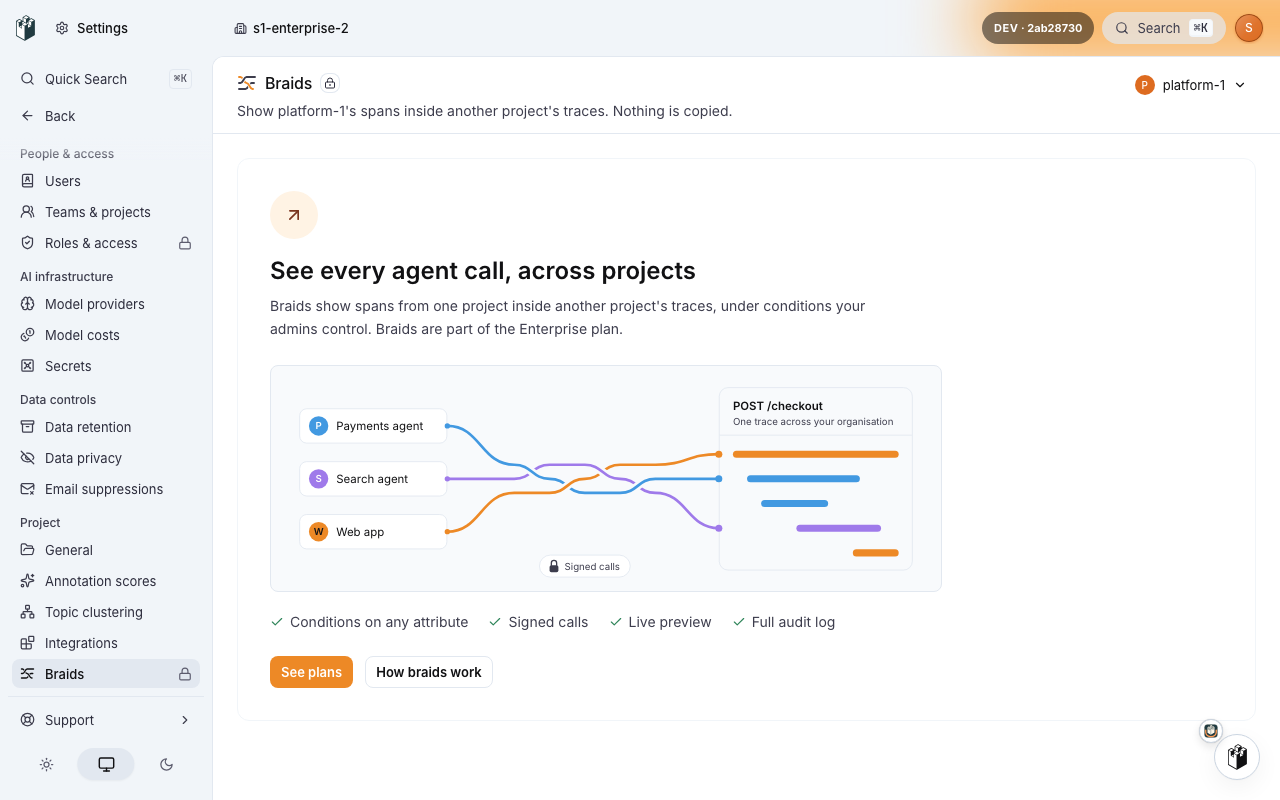 Settings
s1-enterprise-2
DEV · 2ab28730
Search ⌘K
S
Quick Search ⌘K
Back
People & access
Users
Teams & projects
Roles & access
AI infrastructure
Model providers
Model costs
Secrets
Data controls
Data retention
Data privacy
Email suppressions
Project
General
Annotation scores
Topic clustering
Integrations
Braids
Support
Braids
Show platform-1's spans inside another project's traces. Nothing is copied.
P platform-1
See every agent call, across projects
Braids show spans from one project inside another project's traces, under conditions your
admins control. Braids are part of the Enterprise plan.
P Payments agent
S Search agent
W Web app
Signed calls
POST /checkout
One trace across your organisation
Conditions on any attribute
Signed calls
Live preview
Full audit log
See plans
How braids work